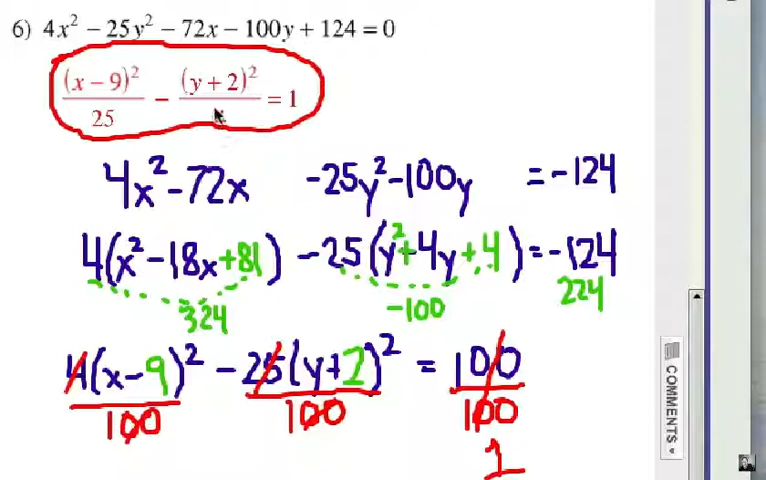 6) 4x² − 25y² − 72x − 100y + 124 = 0
(x − 9)²/25 − (y + 2)²/ = 1
4x² - 72x -25y² - 100y = -124
4(x² - 18x + 81) - 25(y² + 4y + 4) = -124
324 -100 224
4(x - 9)²/100 - 25(y + 2)²/100 = 100/100
1
COMMENTS